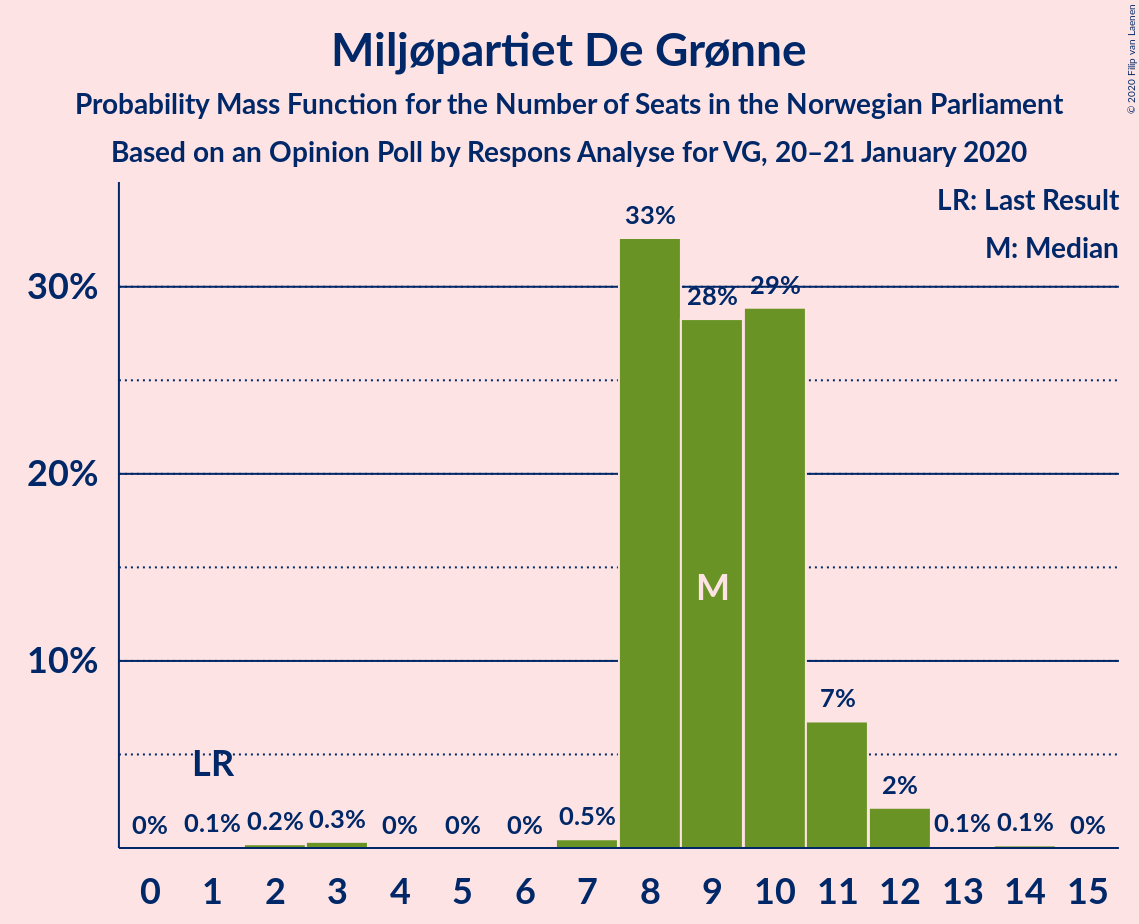 Miljøpartiet De Grønne
Probability Mass Function for the Number of Seats in the Norwegian Parliament
Based on an Opinion Poll by Respons Analyse for VG, 20–21 January 2020
© 2020 Filip van Laenen
LR: Last Result
M: Median
30%
20%
10%
0% 0.1% 0.2% 0.3% 0% 0% 0% 0.5% 33% 28% 29% 7% 2% 0.1% 0.1% 0%
LR
M
0 1 2 3 4 5 6 7 8 9 10 11 12 13 14 15